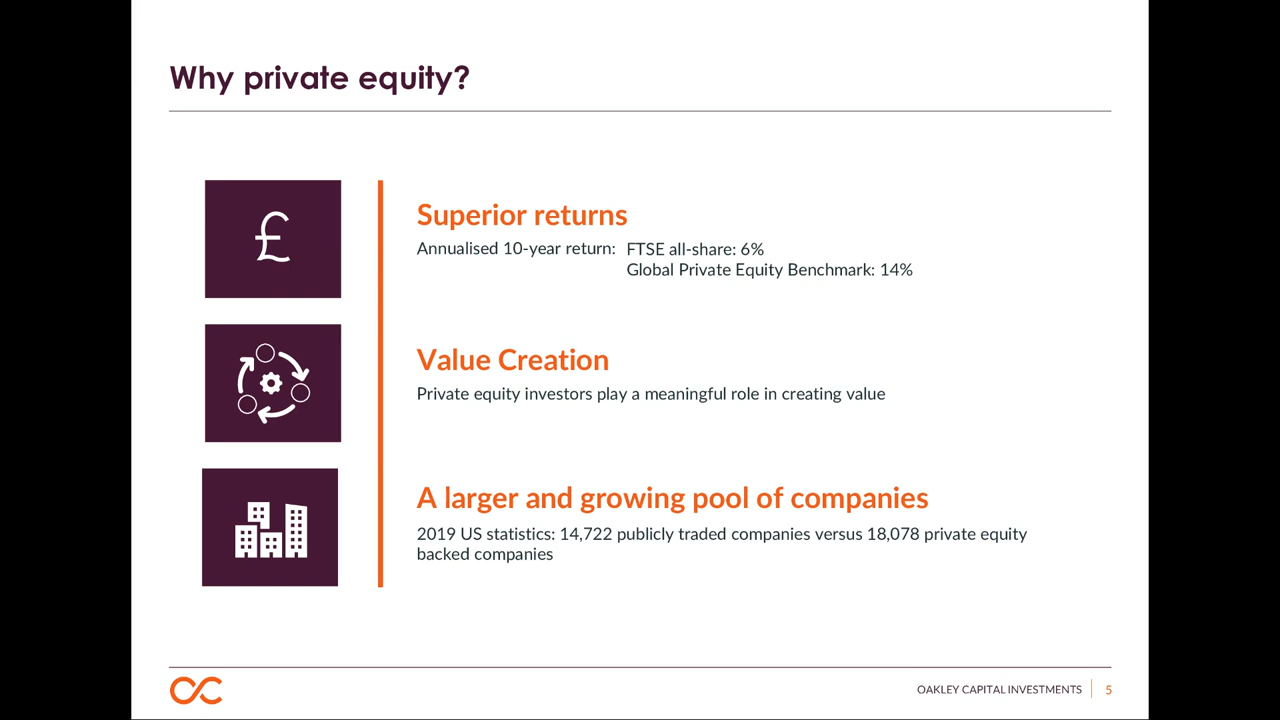 Why private equity?
£
Superior returns
Annualised 10-year return: FTSE all-share: 6%
Global Private Equity Benchmark: 14%
Value Creation
Private equity investors play a meaningful role in creating value
A larger and growing pool of companies
2019 US statistics: 14,722 publicly traded companies versus 18,078 private equity
backed companies
OAKLEY CAPITAL INVESTMENTS 5